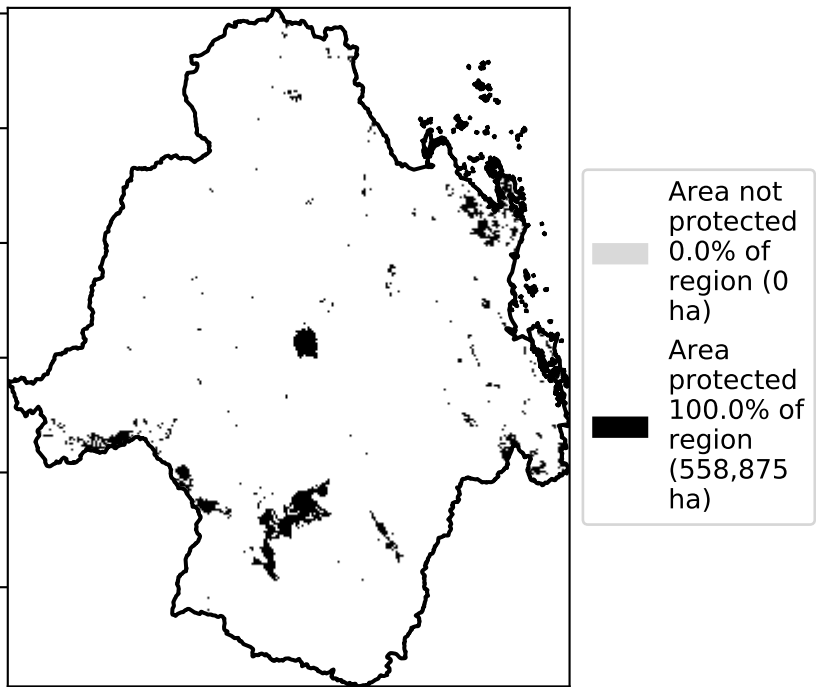 Area not
protected
0.0% of
region (0
ha)
Area
protected
100.0% of
region
(558,875
ha)